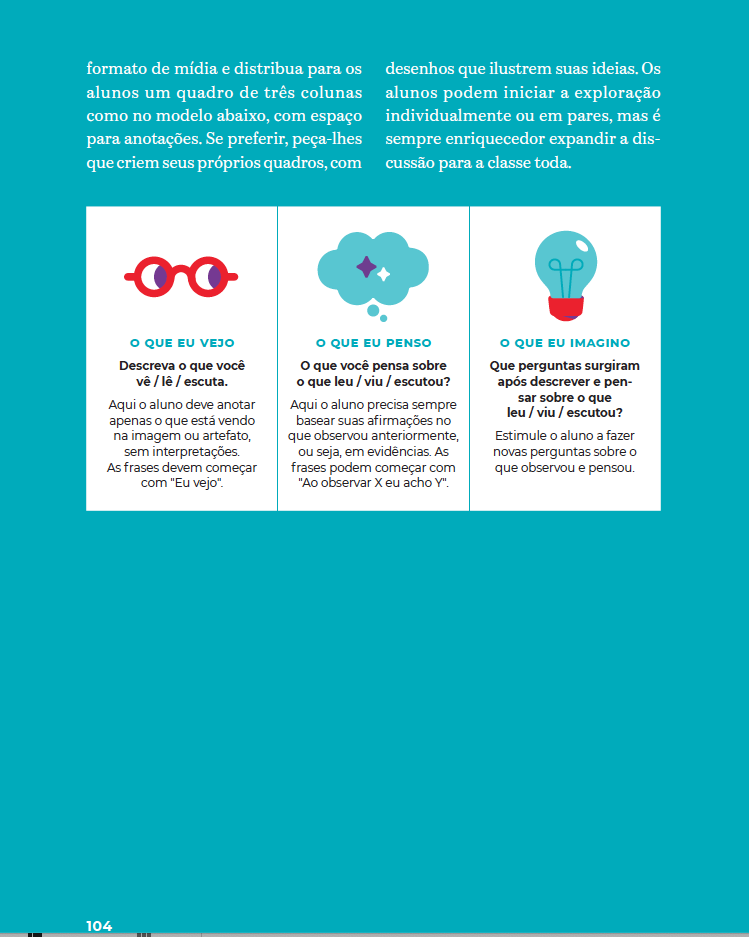 formato de mídia e distribua para os
alunos um quadro de três colunas
como no modelo abaixo, com espaço
para anotações. Se preferir, peça-lhes
que criem seus próprios quadros, com
desenhos que ilustrem suas ideias. Os
alunos podem iniciar a exploração
individualmente ou em pares, mas é
sempre enriquecedor expandir a dis-
cussão para a classe toda.
O QUE EU VEJO
Descreva o que você
vê / lê / escuta.
Aqui o aluno deve anotar
apenas o que está vendo
na imagem ou artefato,
sem interpretações.
As frases devem começar
com "Eu vejo".
O QUE EU PENSO
O que você pensa sobre
o que leu / viu / escutou?
Aqui o aluno precisa sempre
basear suas afirmações no
que observou anteriormente,
ou seja, em evidências. As
frases podem começar com
"Ao observar X eu acho Y".
O QUE EU IMAGINO
Que perguntas surgiram
após descrever e pen-
sar sobre o que
leu / viu / escutou?
Estimule o aluno a fazer
novas perguntas sobre o
que observou e pensou.
104